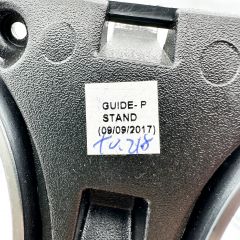 GUIDE- P
STAND
(09/09/2017)